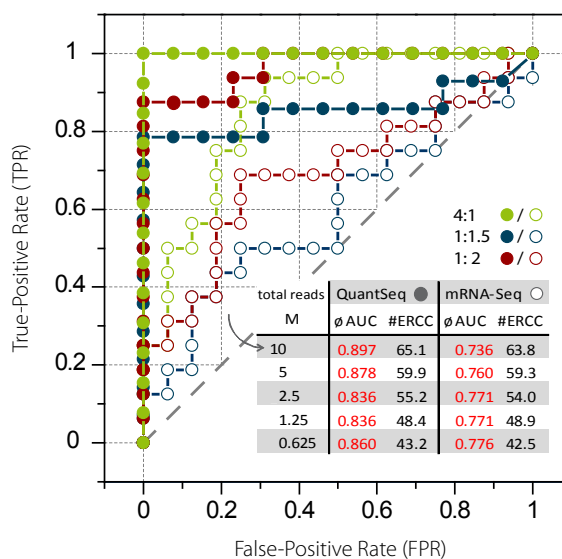 True-Positive Rate (TPR)
1
0.8
0.6
0.4
0.2
0
4:1 /
1:1.5 /
1: 2 /
total reads QuantSeq mRNA-Seq
M ø AUC #ERCC ø AUC #ERCC
10 0.897 65.1 0.736 63.8
5 0.878 59.9 0.760 59.3
2.5 0.836 55.2 0.771 54.0
1.25 0.836 48.4 0.771 48.9
0.625 0.860 43.2 0.776 42.5
0 0.2 0.4 0.6 0.8 1
False-Positive Rate (FPR)